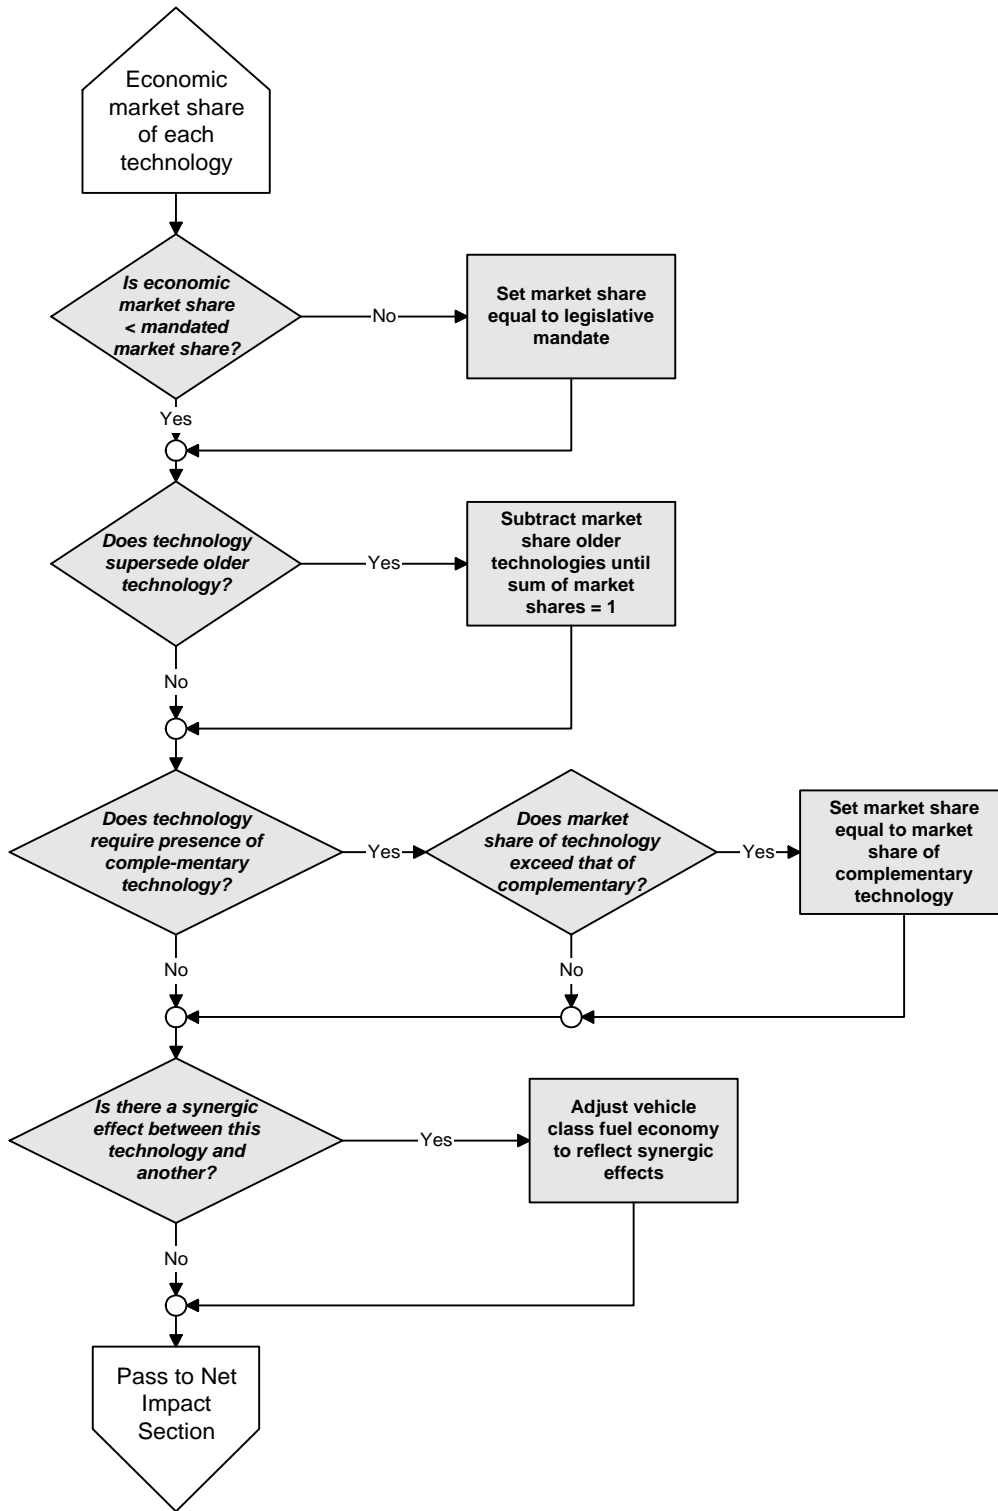 Economic
market share
of each
technology
Is economic
market share
< mandated
market share?
No
Set market share
equal to legislative
mandate
Yes
Does technology
supersede older
technology?
Yes
Subtract market
share older
technologies until
sum of market
shares = 1
No
Does technology
require presence of
comple-mentary
technology?
Yes
Does market
share of technology
exceed that of
complementary?
Yes
Set market share
equal to market
share of
complementary
technology
No
No
Is there a synergic
effect between this
technology and
another?
Yes
Adjust vehicle
class fuel economy
to reflect synergic
effects
No
Pass to Net
Impact
Section